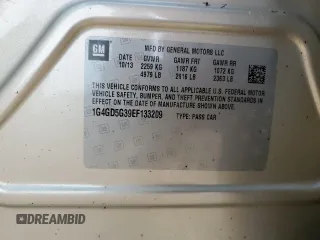 GM
MFD BY GENERAL MOTORS LLC
DATE GVWR GAWR FRT GAWR RR
10/13 2259 KG 1187 KG 1072 KG
4979 LB 2616 LB 2363 LB
THIS VEHICLE CONFORMS TO ALL APPLICABLE U.S. FEDERAL MOTOR
VEHICLE SAFETY, BUMPER, AND THEFT PREVENTION STANDARDS
IN EFFECT ON THE DATE OF MANUFACTURE SHOWN ABOVE.
1G4GD5G39EF133209 TYPE: PASS CAR
DREAMBID